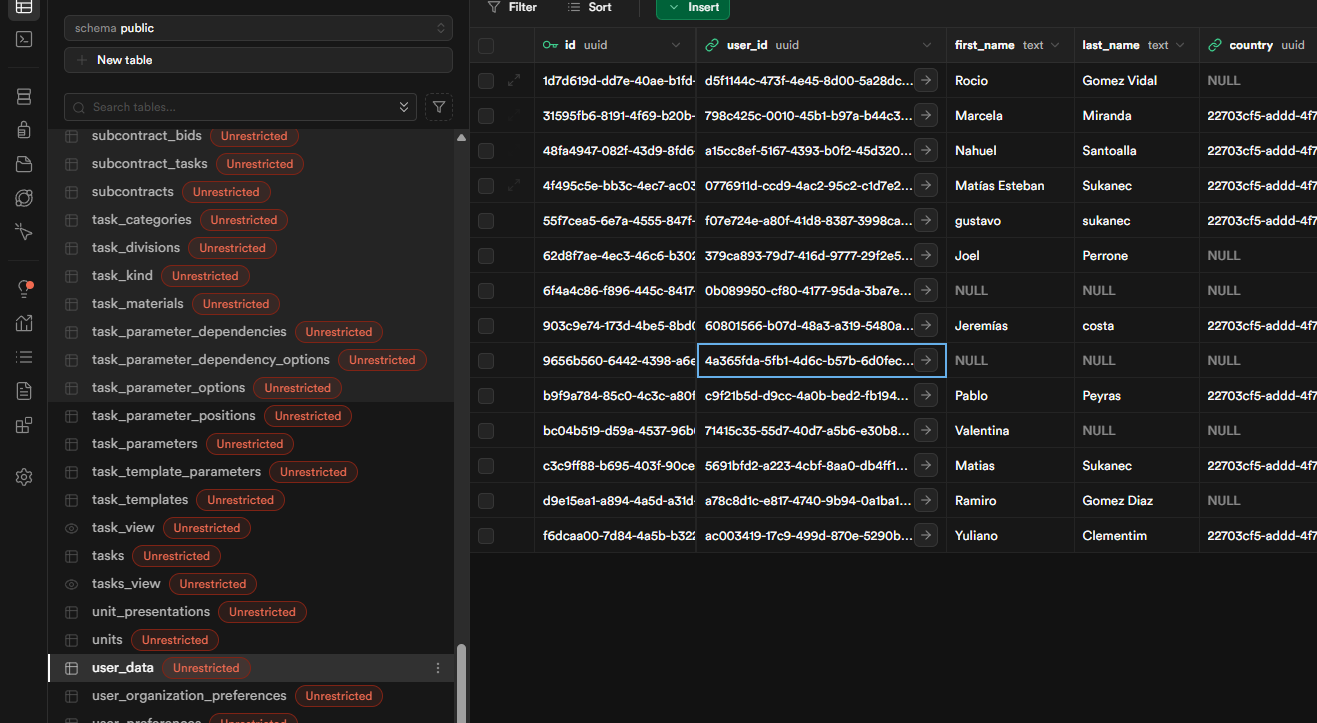 schema public
New table
Search tables...
subcontract_bids Unrestricted
subcontract_tasks Unrestricted
subcontracts Unrestricted
task_categories Unrestricted
task_divisions Unrestricted
task_kind Unrestricted
task_materials Unrestricted
task_parameter_dependencies Unrestricted
task_parameter_dependency_options Unrestricted
task_parameter_options Unrestricted
task_parameter_positions Unrestricted
task_parameters Unrestricted
task_template_parameters Unrestricted
task_templates Unrestricted
task_view Unrestricted
tasks Unrestricted
tasks_view Unrestricted
unit_presentations Unrestricted
units Unrestricted
user_data Unrestricted
user_organization_preferences Unrestricted
user_preferences Unrestricted
Filter Sort Insert
id uuid user_id uuid first_name text last_name text country uuid
1d7d619d-dd7e-40ae-b1fd- d5f1144c-473f-4e45-8d00-5a28dc... Rocio Gomez Vidal NULL
31595fb6-8191-4f69-b20b- 798c425c-0010-45b1-b97a-b44c3... Marcela Miranda 22703cf5-addd-4f7
48fa4947-082f-43d9-8fd6- a15cc8ef-5167-4393-b0f2-45d320... Nahuel Santoalla 22703cf5-addd-4f7
4f495c5e-bb3c-4ec7-ac03 0776911d-ccd9-4ac2-95c2-c1d7e2... Matías Esteban Sukanec 22703cf5-addd-4f7
55f7cea5-6e7a-4555-847f- f07e724e-a80f-41d8-8387-3998ca... gustavo sukanec 22703cf5-addd-4f7
62d8f7ae-4ec3-46c6-b302 379ca893-79d7-416d-9777-29f2e5... Joel Perrone NULL
6f4a4c86-f896-445c-8417- 0b089950-cf80-4177-95da-3ba7e... NULL NULL NULL
903c9e74-173d-4be5-8bd0 60801566-b07d-48a3-a319-5480a... Jeremías costa 22703cf5-addd-4f7
9656b560-6442-4398-a6e 4a365fda-5fb1-4d6c-b57b-6d0fec... NULL NULL NULL
b9f9a784-85c0-4c3c-a80f c9f21b5d-d9cc-4a0b-bed2-fb194... Pablo Peyras 22703cf5-addd-4f7
bc04b519-d59a-4537-96b 71415c35-55d7-40d7-a5b6-e30b8... Valentina NULL NULL
c3c9ff88-b695-403f-90ce 5691bfd2-a223-4cbf-8aa0-db4ff1... Matias Sukanec 22703cf5-addd-4f7
d9e15ea1-a894-4a5d-a31d- a78c8d1c-e817-4740-9b94-0a1ba1... Ramiro Gomez Diaz NULL
f6dcaa00-7d84-4a5b-b322 ac003419-17c9-499d-870e-5290b... Yuliano Clementim 22703cf5-addd-4f7